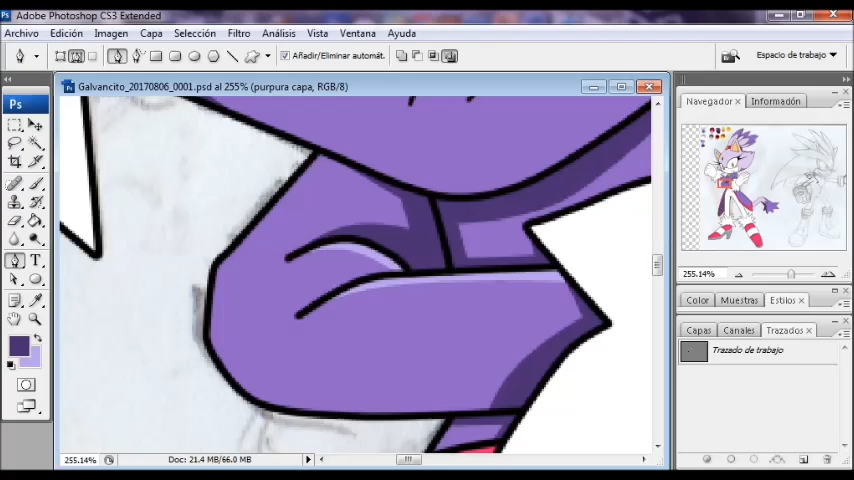 Ps Adobe Photoshop CS3 Extended
Archivo Edición Imagen Capa Selección Filtro Análisis Vista Ventana Ayuda
Añadir/Eliminar automát. Espacio de trabajo
Galvancito_20170806_0001.psd al 255% (purpura capa, RGB/8)
Ps
T
Navegador Información
255.14%
Color Muestras Estilos
Capas Canales Trazados
Trazado de trabajo
255.14% Doc: 21.4 MB/66.0 MB